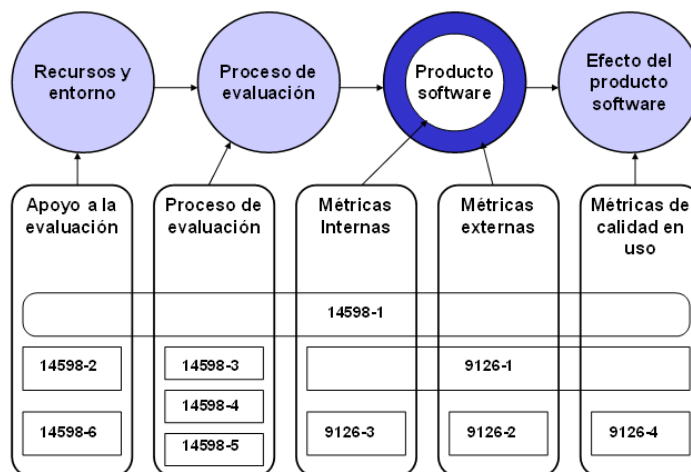 Recursos y
entorno
Proceso de
evaluación
Producto
software
Efecto del
producto
software
Apoyo a la
evaluación
Proceso de
evaluación
Métricas
Internas
Métricas
externas
Métricas de
calidad en
uso
14598-1
14598-2
14598-3
9126-1
14598-4
14598-6
14598-5
9126-3
9126-2
9126-4